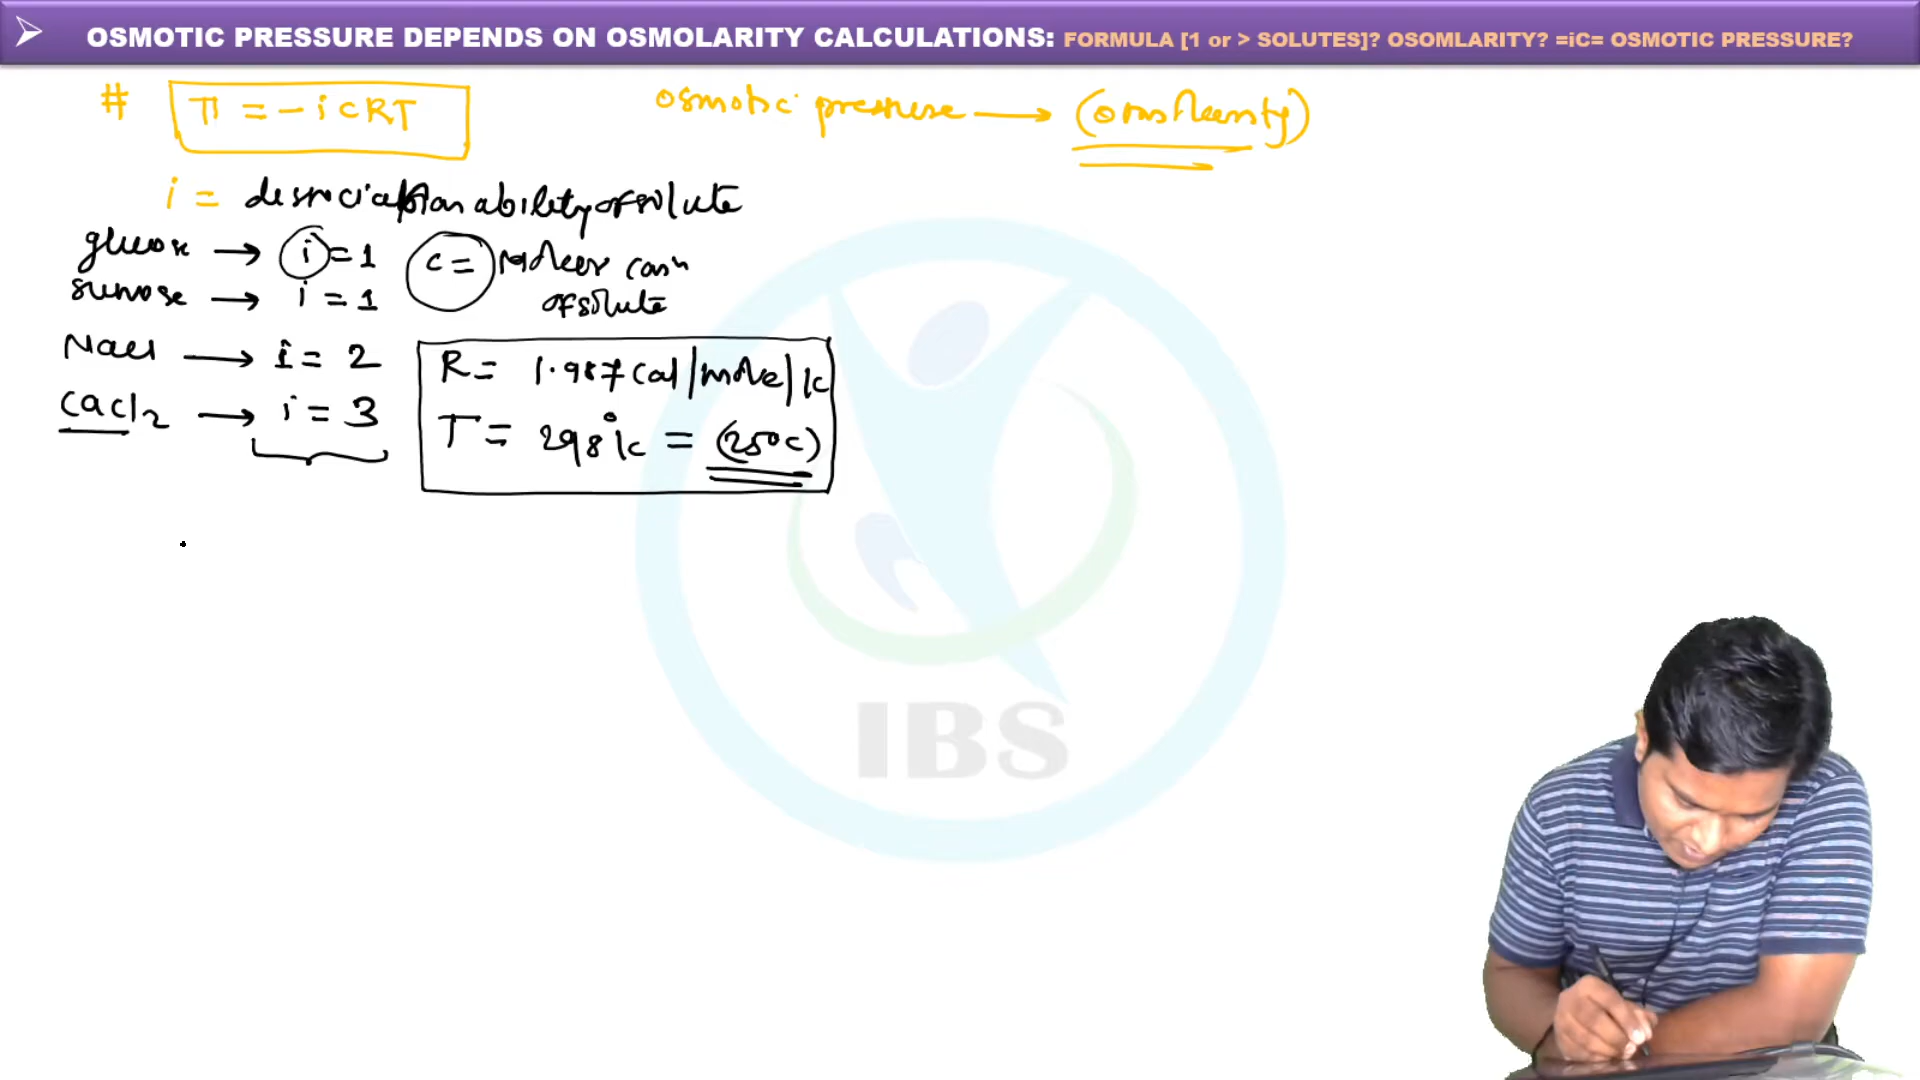 OSMOTIC PRESSURE DEPENDS ON OSMOLARITY CALCULATIONS: FORMULA [1 or > SOLUTES]? OSOMLARITY? =iC= OSMOTIC PRESSURE?
# π = - i c R T
osmotic pressure → (osmolarity)
i = dissociation ability of solute
glucose → i = 1
c = molar con^n of solute
sucrose → i = 1
NaCl → i = 2
R = 1.987 cal/mole/k
CaCl2 → i = 3
T = 298°k = (25°c)
IBS